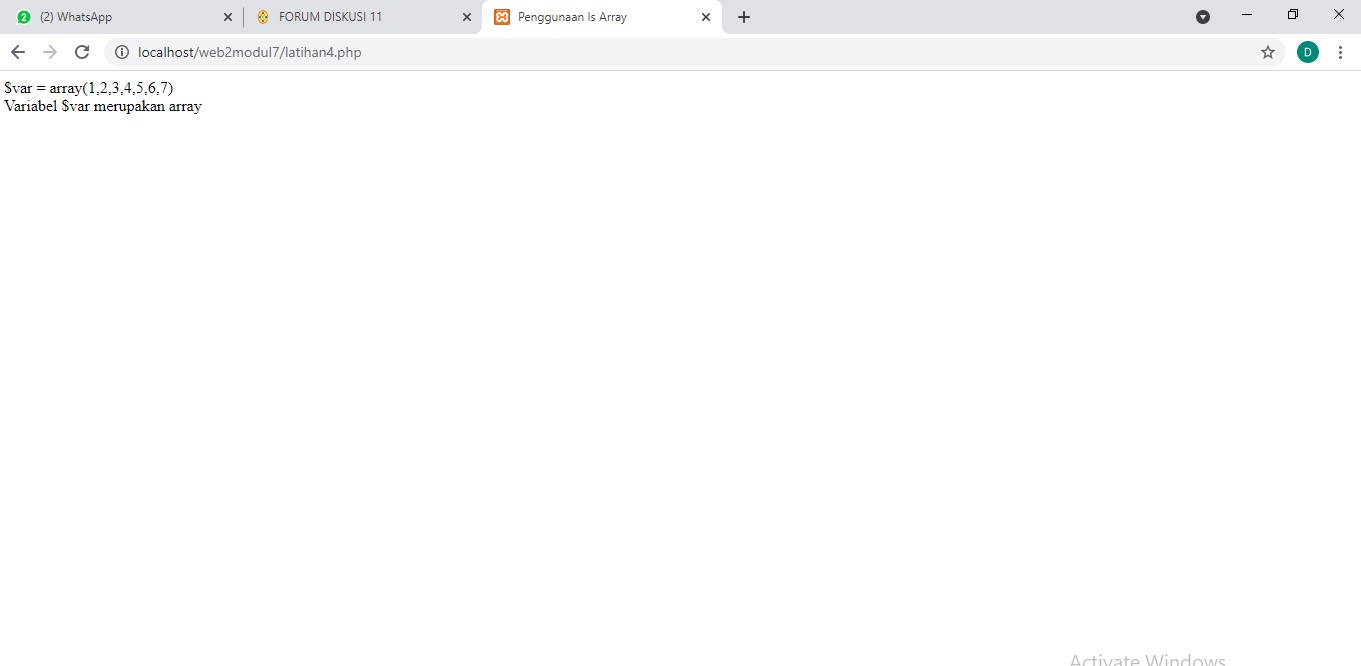 2 (2) WhatsApp
FORUM DISKUSI 11
Penggunaan Is Array
localhost/web2modul7/latihan4.php
D
$var = array(1,2,3,4,5,6,7)
Variabel $var merupakan array
Activate Windows